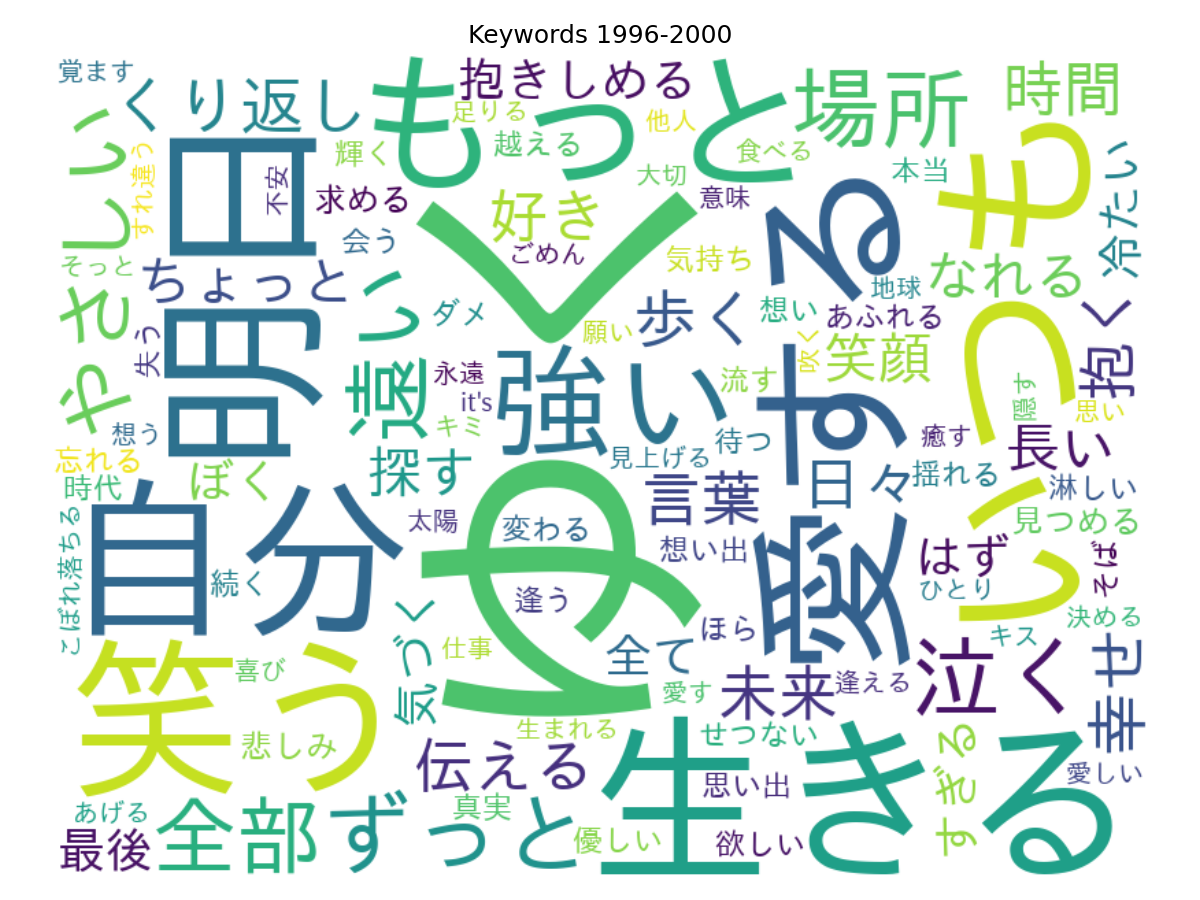 Keywords 1996-2000
覚ます
くり返し
もっと
抱きしめる
足りる
他人
場所
時間
やさしい
すれ違う
明日
不安
輝く
求める
越える
大切
食べる
本当
いつも
冷たい
好き
意味
ごめん
気持ち
会う
そっと
ちょっと
ゆく
愛する
地球
なれる
遠い
ダメ
願い
歩く
想い
あふれる
抱く
失う
永遠
it's
キミ
強い
流す
吹く
笑顔
隠す
思い
想う
忘れる
時代
ぼく
探す
見上げる
待つ
癒す
長い
日々
揺れる
淋しい
自分
太陽
変わる
言葉
想い出
見つめる
こぼれ落ちる
続く
逢う
はず
ひとり
そば
決める
気づく
仕事
全て
ほら
キス
笑う
喜び
愛す
未来
逢える
泣く
幸せ
悲しみ
生まれる
せつない
伝える
生きる
思い出
すぎる
愛しい
あげる
最後
全部
ずっと
真実
優しい
欲しい